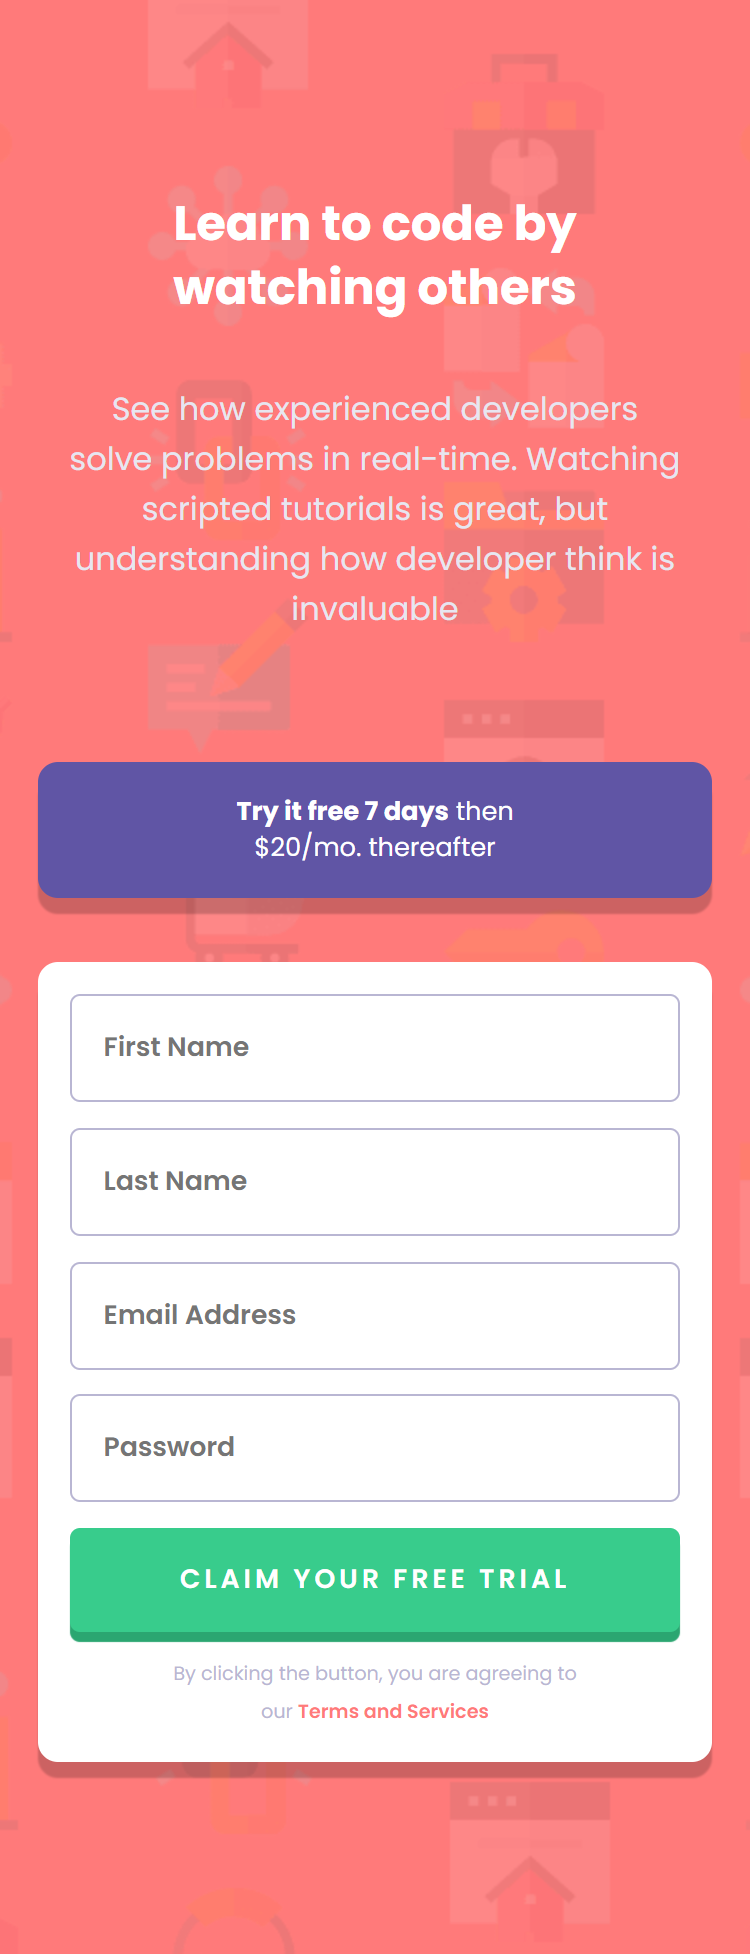 Learn to code by
watching others
See how experienced developers
solve problems in real-time. Watching
scripted tutorials is great, but
understanding how developer think is
invaluable
Try it free 7 days then
$20/mo. thereafter
First Name
Last Name
Email Address
Password
CLAIM YOUR FREE TRIAL
By clicking the button, you are agreeing to
our Terms and Services